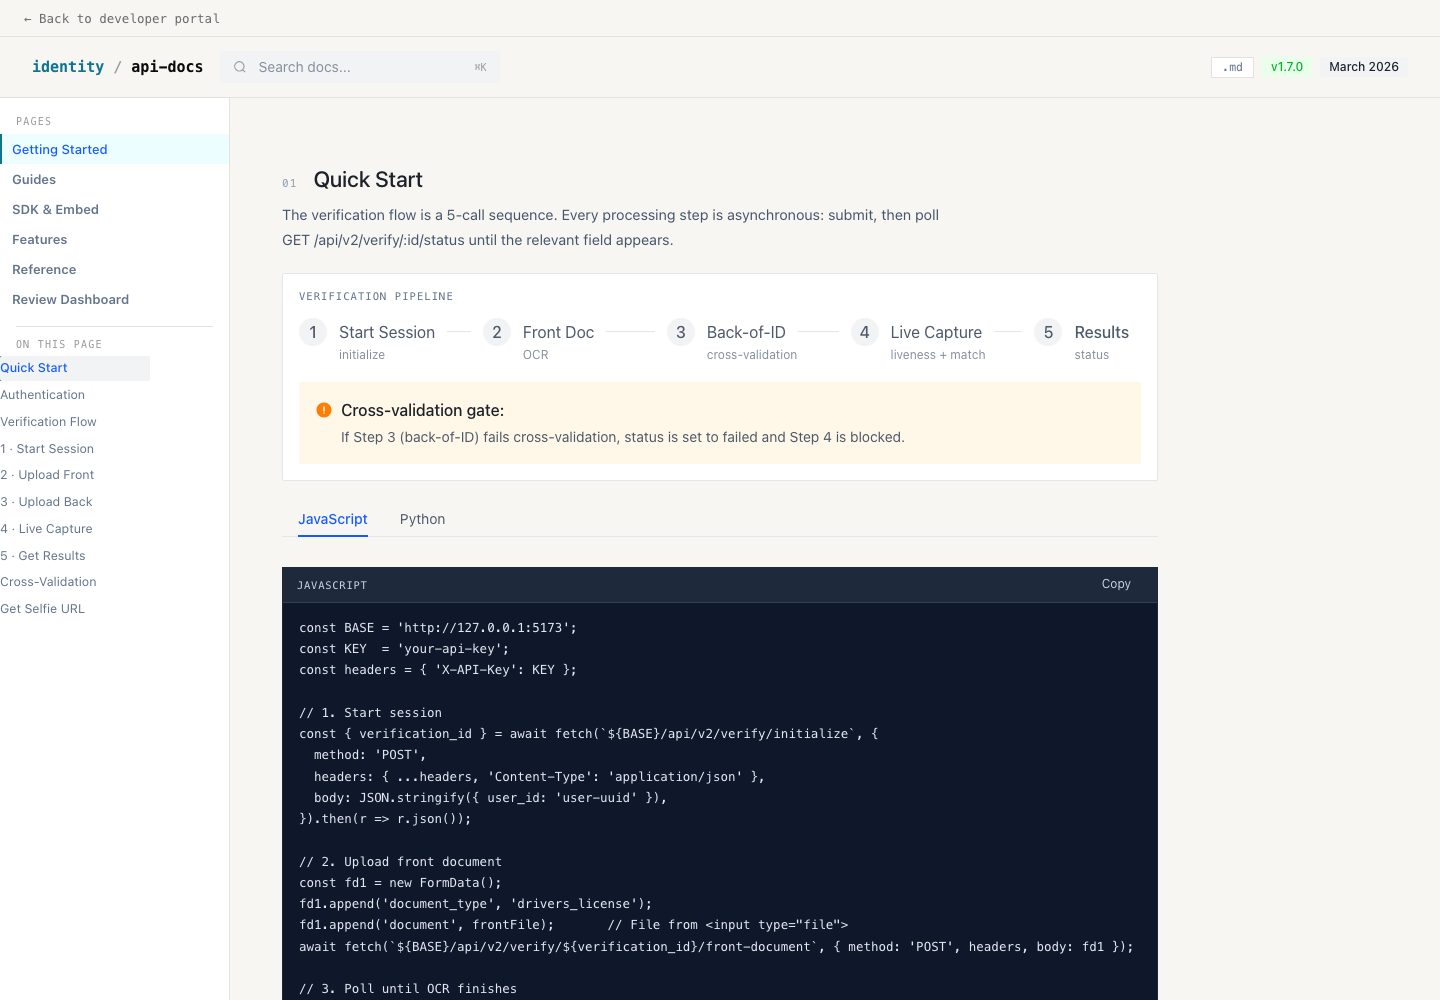 ← Back to developer portal
identity / api-docs
Search docs...
⌘K
.md
v1.7.0
March 2026
PAGES
Getting Started
Guides
SDK & Embed
Features
Reference
Review Dashboard
ON THIS PAGE
Quick Start
Authentication
Verification Flow
1 · Start Session
2 · Upload Front
3 · Upload Back
4 · Live Capture
5 · Get Results
Cross-Validation
Get Selfie URL
01 Quick Start
The verification flow is a 5-call sequence. Every processing step is asynchronous: submit, then poll
GET /api/v2/verify/:id/status until the relevant field appears.
VERIFICATION PIPELINE
1 Start Session
initialize
2 Front Doc
OCR
3 Back-of-ID
cross-validation
4 Live Capture
liveness + match
5 Results
status
Cross-validation gate:
If Step 3 (back-of-ID) fails cross-validation, status is set to failed and Step 4 is blocked.
JavaScript
Python
JAVASCRIPT
Copy
const BASE = 'http://127.0.0.1:5173';
const KEY  = 'your-api-key';
const headers = { 'X-API-Key': KEY };
// 1. Start session
const { verification_id } = await fetch(`${BASE}/api/v2/verify/initialize`, {
  method: 'POST',
  headers: { ...headers, 'Content-Type': 'application/json' },
  body: JSON.stringify({ user_id: 'user-uuid' }),
}).then(r => r.json());
// 2. Upload front document
const fd1 = new FormData();
fd1.append('document_type', 'drivers_license');
fd1.append('document', frontFile);       // File from <input type="file">
await fetch(`${BASE}/api/v2/verify/${verification_id}/front-document`, { method: 'POST', headers, body: fd1 });
// 3. Poll until OCR finishes